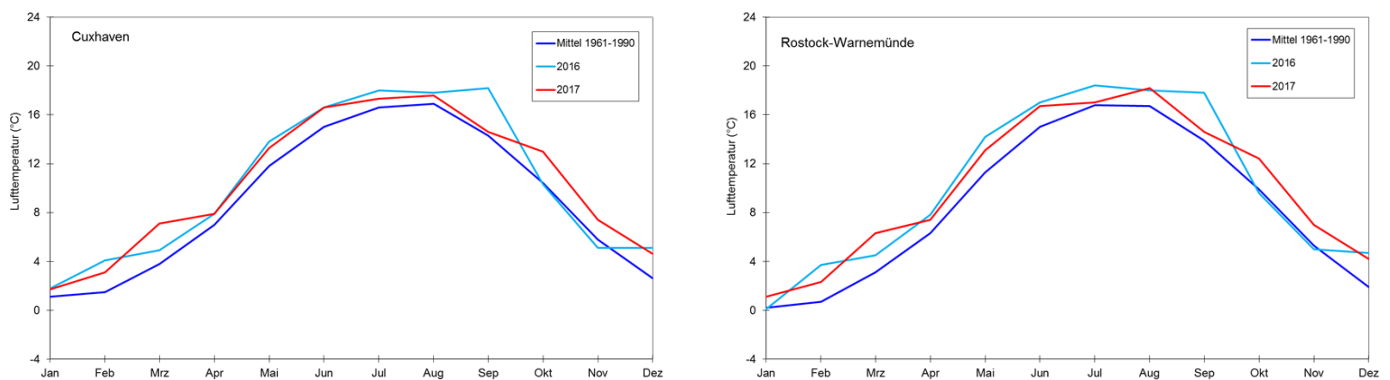 Cuxhaven
Mittel 1961-1990
2016
2017
Lufttemperatur (°C)
24
20
16
12
8
4
0
-4
Jan Feb Mrz Apr Mai Jun Jul Aug Sep Okt Nov Dez
Rostock-Warnemünde
Mittel 1961-1990
2016
2017
Lufttemperatur (°C)
24
20
16
12
8
4
0
-4
Jan Feb Mrz Apr Mai Jun Jul Aug Sep Okt Nov Dez